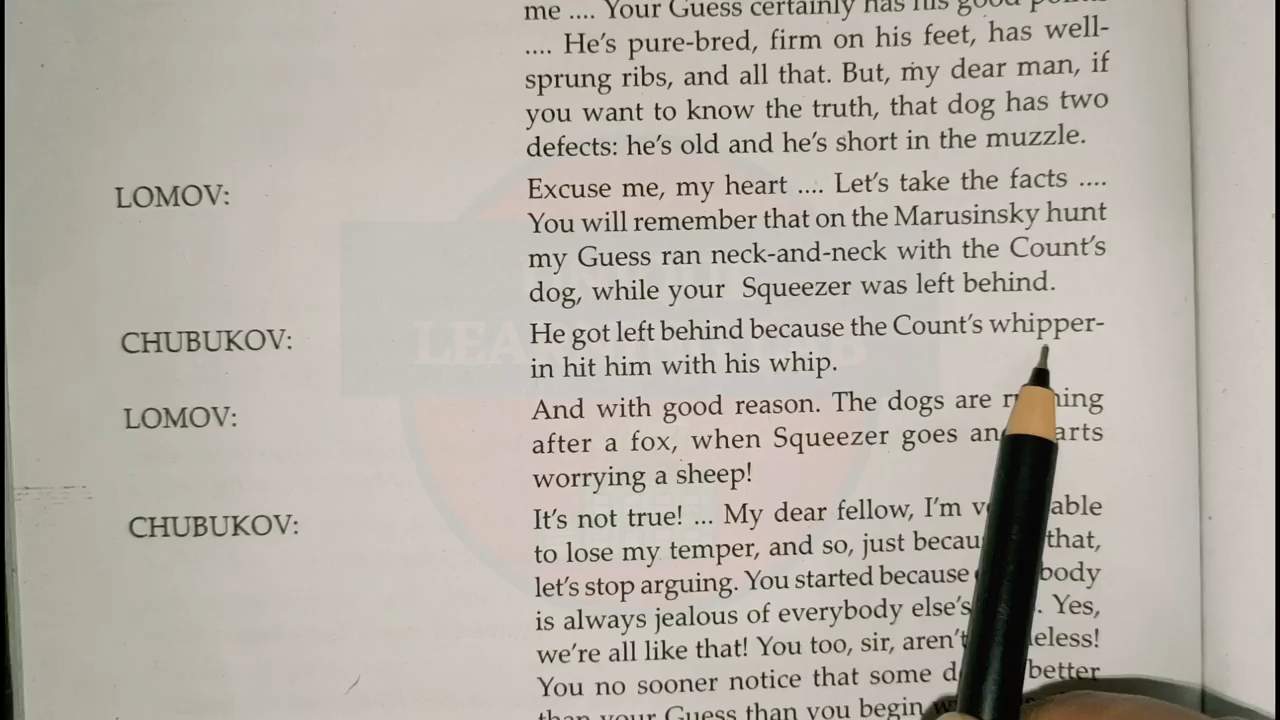 me .... Your Guess certainly has his good
.... He's pure-bred, firm on his feet, has well-
sprung ribs, and all that. But, my dear man, if
you want to know the truth, that dog has two
defects: he's old and he's short in the muzzle.
LOMOV: Excuse me, my heart .... Let's take the facts ....
You will remember that on the Marusinsky hunt
my Guess ran neck-and-neck with the Count's
dog, while your Squeezer was left behind.
CHUBUKOV: He got left behind because the Count's whipper-
in hit him with his whip.
LOMOV: And with good reason. The dogs are
after a fox, when Squeezer goes
worrying a sheep!
CHUBUKOV: It's not true! ... My dear fellow, I'm
to lose my temper, and so, just that,
let's stop arguing. You started because
is always jealous of everybody else's Yes,
we're all like that! You too, sir,
You no sooner notice that some better
than your Guess than you begin